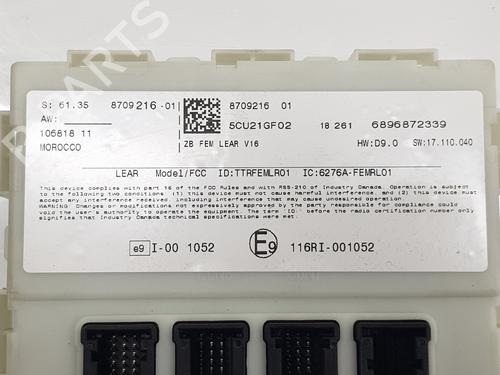 S: 61.35 8709216-01
AW:
106818 11
MOROCCO
8709216 01
5CU21GF02 18 261 6896872339
ZB FEM LEAR V16 HW:D9.0 SW:17.110.040
LEAR Model/FCC ID:TTRFEMLR01 IC:6276A-FEMRL01
This device complies with part 15 of the FCC Rules and with RSS-210 of Industry Canada. Operation is subject
to the following two conditions: (1) this device must not cause harmful interference, and (2) this device must
accept any interference received, including interference that may cause undesired operation.
WARNING: Changes or modifications not expressively approved by the party responsible for compliance could
void the user's authority to operate the equipment. The term "IC:" before the radio certification number only
signifies that Industry Canada technical specifications were met.
e9 I-00 1052 E9 116RI-001052
B PARTS